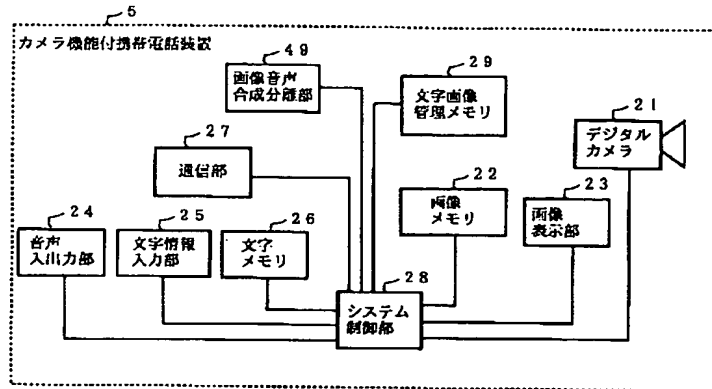 5
カメラ機能付携帯電話装置
49
画像音声
合成分離部
29
文字画像
管理メモリ
21
デジタル
カメラ
27
通信部
22
画像
メモリ
23
画像
表示部
24
音声
入出力部
25
文字情報
入力部
26
文字
メモリ
28
システム
制御部